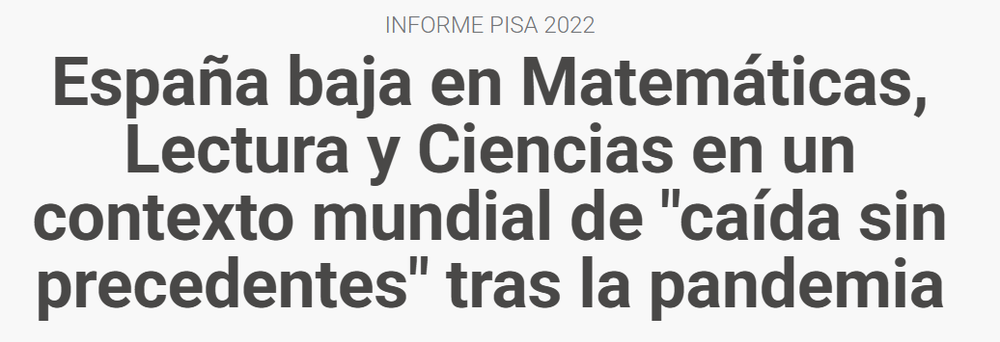 INFORME PISA 2022
España baja en Matemáticas,
Lectura y Ciencias en un
contexto mundial de "caída sin
precedentes" tras la pandemia